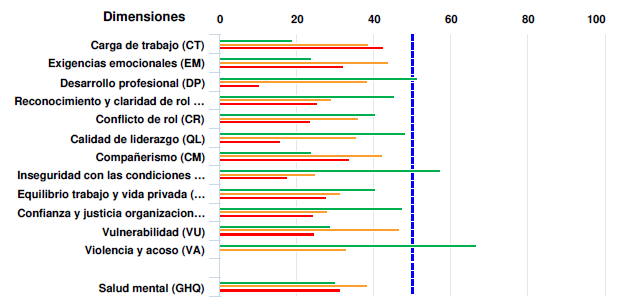 Dimensiones 0 20 40 60 80 100
Carga de trabajo (CT)
Exigencias emocionales (EM)
Desarrollo profesional (DP)
Reconocimiento y claridad de rol ...
Conflicto de rol (CR)
Calidad de liderazgo (QL)
Compañerismo (CM)
Inseguridad con las condiciones ...
Equilibrio trabajo y vida privada (...
Confianza y justicia organizacion...
Vulnerabilidad (VU)
Violencia y acoso (VA)
Salud mental (GHQ)